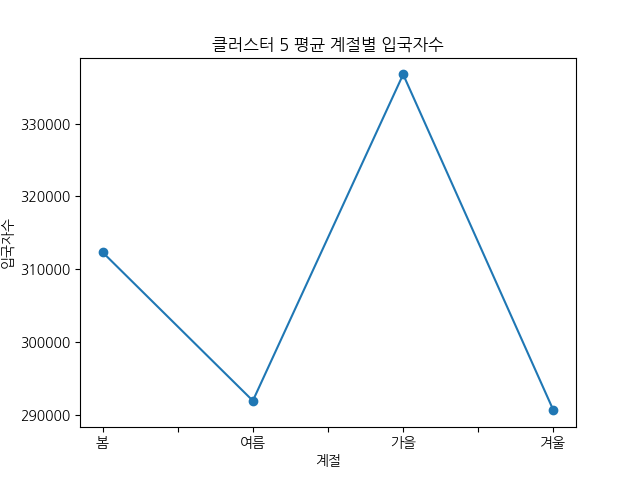 클러스터 5 평균 계절별 입국자수
입국자수
330000
320000
310000
300000
290000
봄 여름 가을 겨울
계절